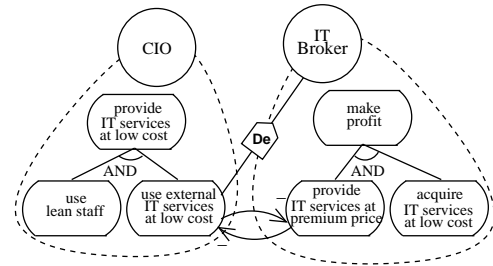 CIO
IT
Broker
provide
IT services
at low cost
make
profit
De
AND
AND
use
lean staff
use external
IT services
at low cost
provide
IT services at
premium price
acquire
IT services
at low cost
−
−